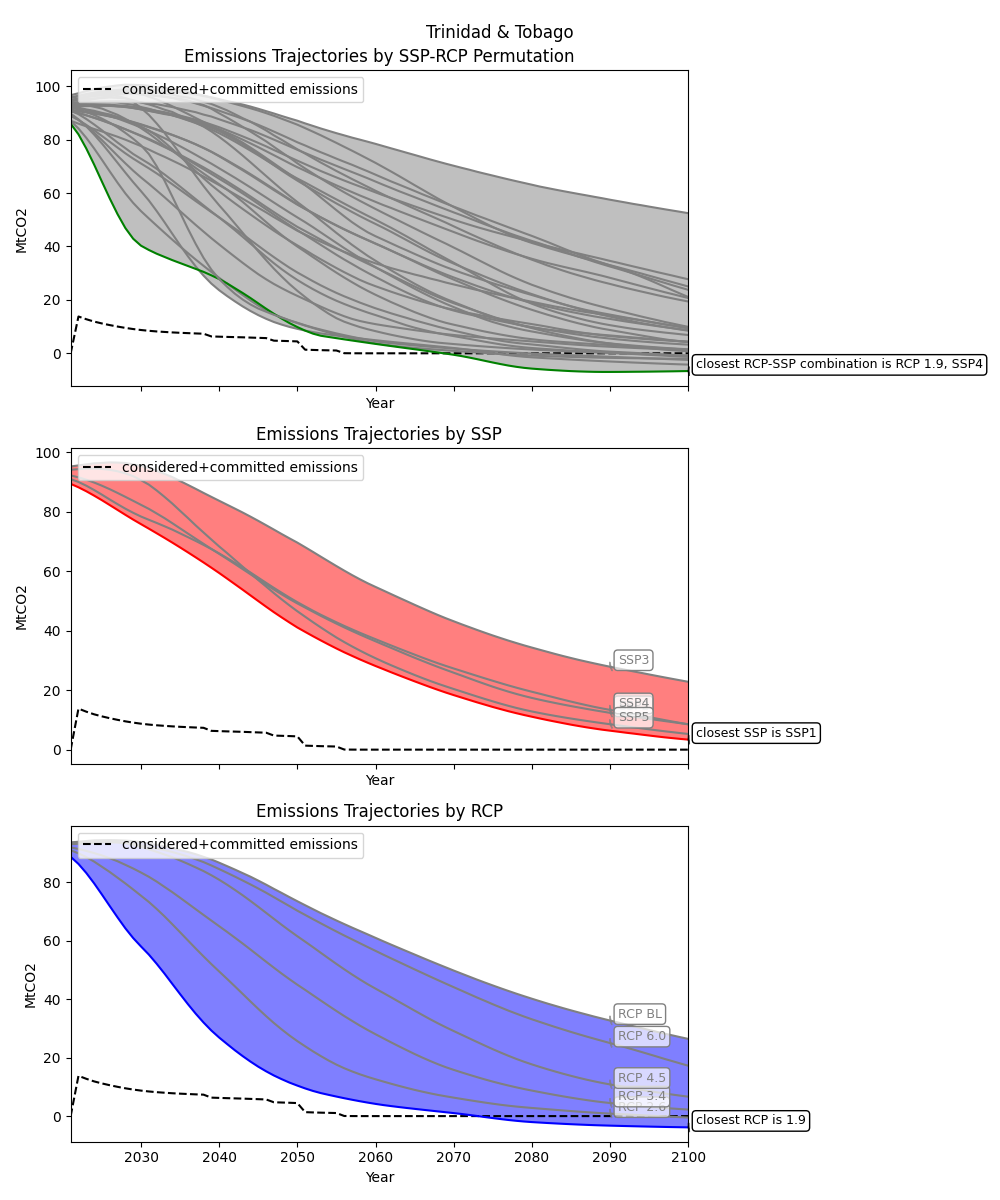 Trinidad & Tobago
Emissions Trajectories by SSP-RCP Permutation
100
80
60
40
20
0
MtCO2
considered+committed emissions
closest RCP-SSP combination is RCP 1.9, SSP4
Year
Emissions Trajectories by SSP
100
80
60
40
20
0
MtCO2
considered+committed emissions
SSP3
SSP4
SSP5
closest SSP is SSP1
Year
Emissions Trajectories by RCP
80
60
40
20
0
MtCO2
considered+committed emissions
RCP BL
RCP 6.0
RCP 4.5
RCP 3.4
RCP 2.6
closest RCP is 1.9
2030 2040 2050 2060 2070 2080 2090 2100
Year